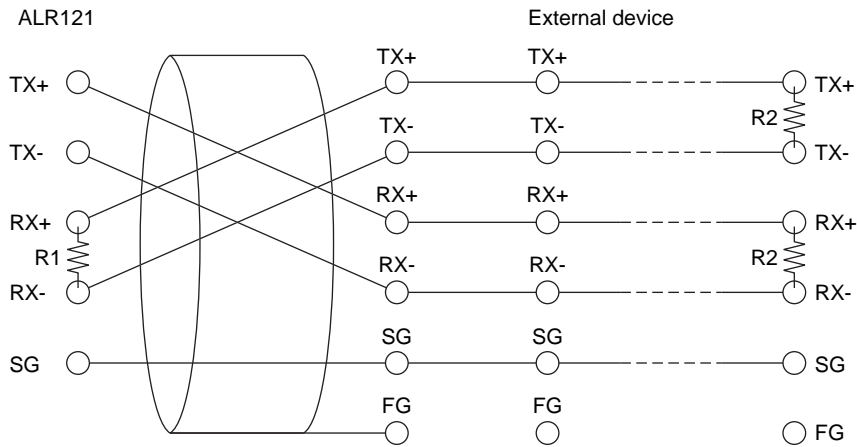 ALR121 External device
TX+ TX+ TX+ TX+
R2
TX- TX- TX- TX-
RX+ RX+ RX+ RX+
R1 R2
RX- RX- RX- RX-
SG SG SG SG
FG FG FG